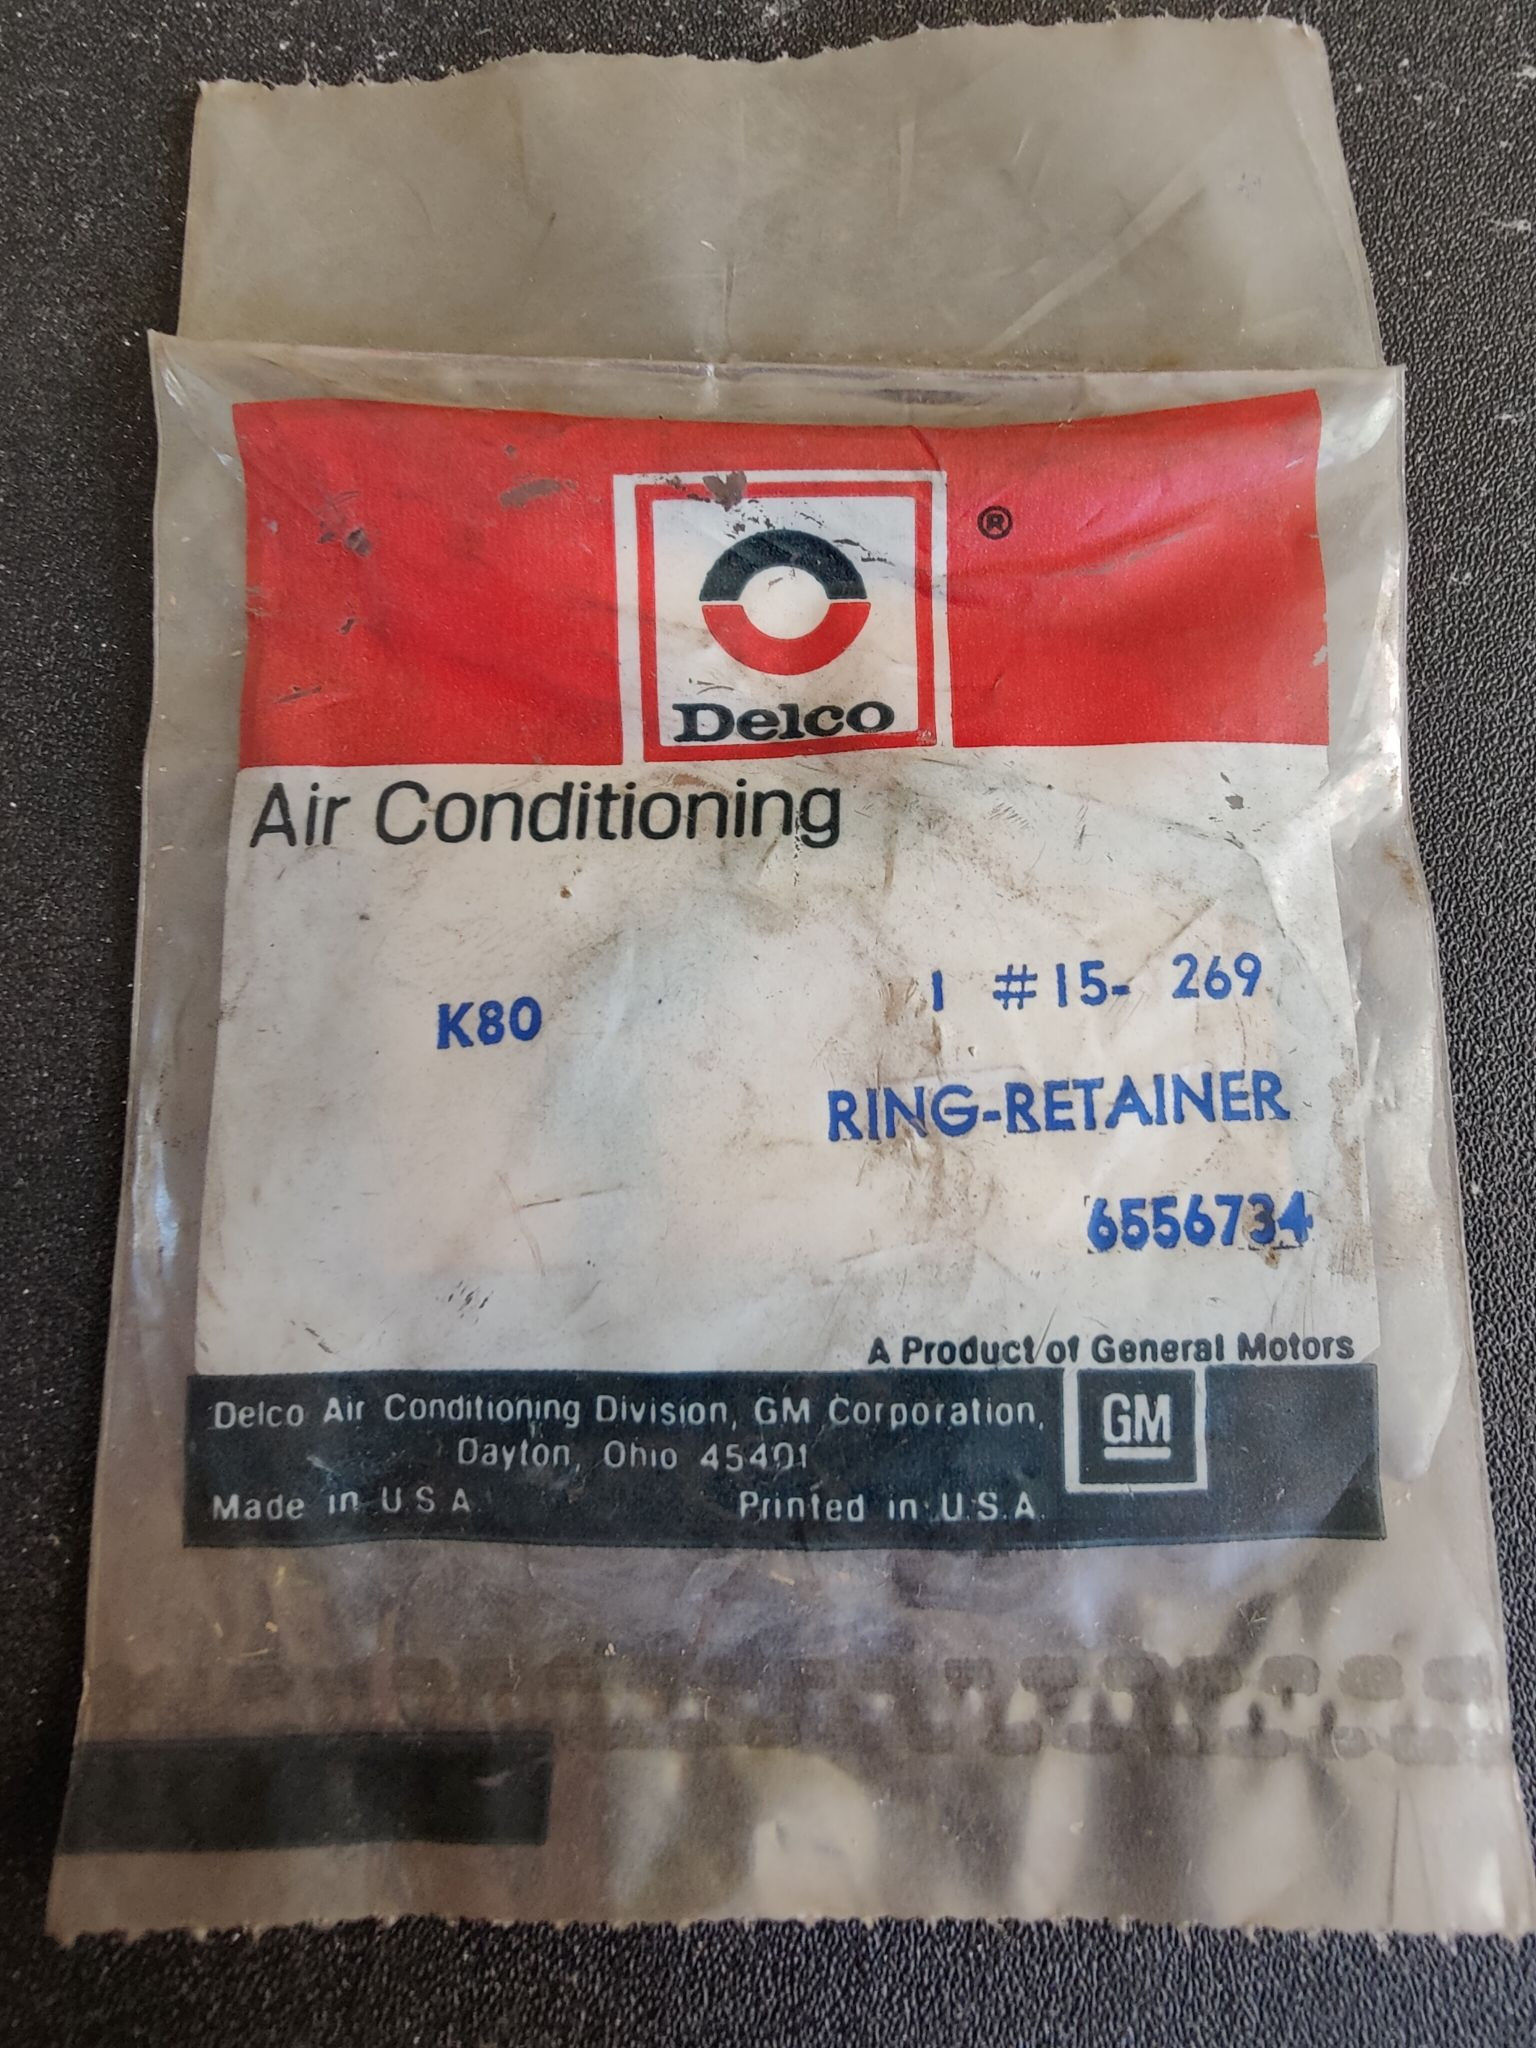 ®
Delco
Air Conditioning
K80
1 #15- 269
RING-RETAINER
6556734
A Product of General Motors
Delco Air Conditioning Division, GM Corporation,
Dayton, Ohio 45401
GM
Made in U.S.A. Printed in U.S.A.